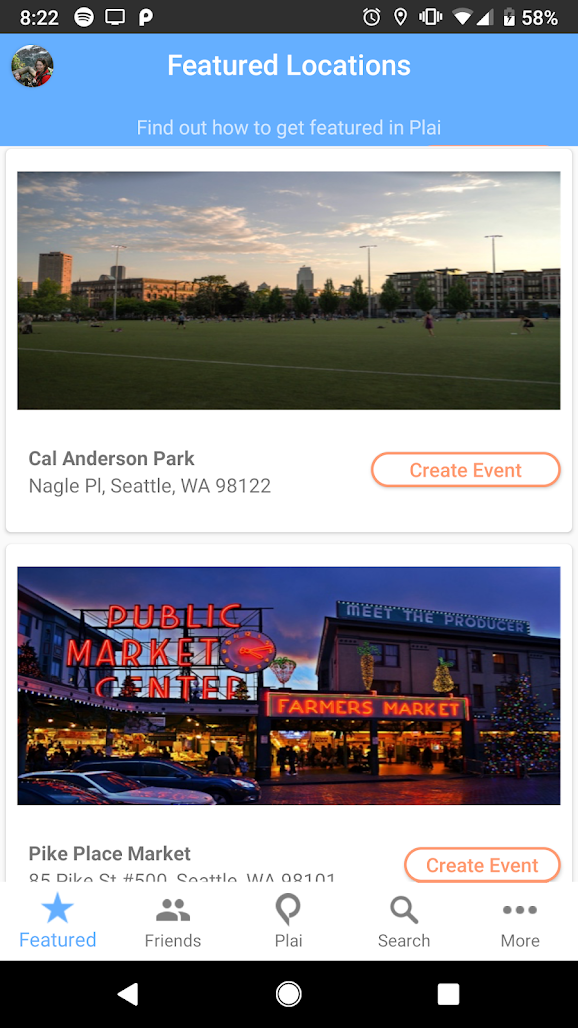 8:22
58%
Featured Locations
Find out how to get featured in Plai
Cal Anderson Park
Nagle Pl, Seattle, WA 98122
Create Event
PUBLIC
MARKET
CENTER
MEET THE PRODUCER
FARMERS MARKET
Pike Place Market
85 Pike St #500, Seattle, WA 98101
Create Event
Featured
Friends
Plai
Search
More